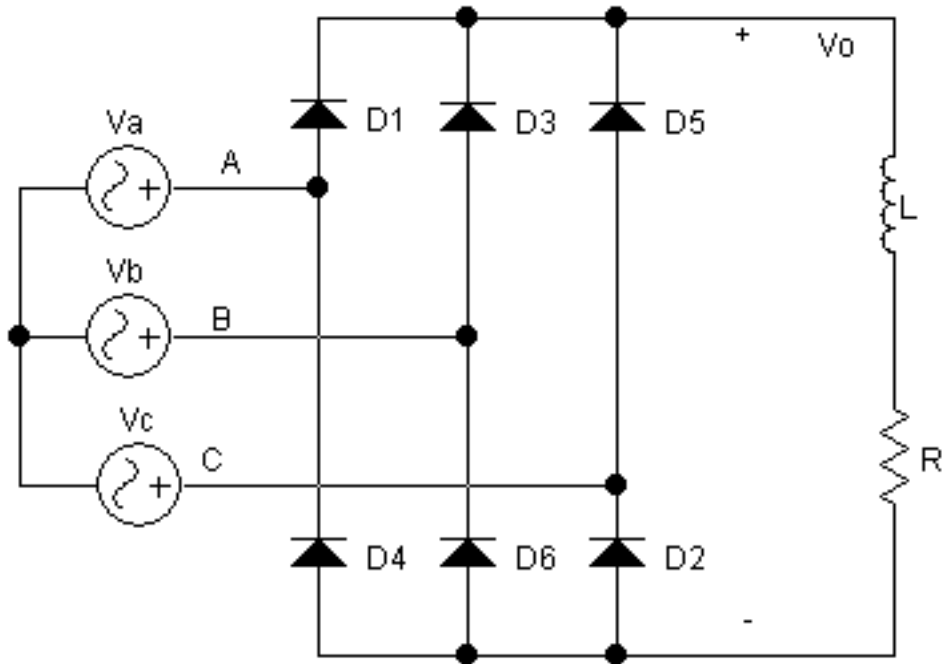 + Vo
D1 D3 D5
Va
A
+
L
Vb
B
+
Vc
C
+
R
D4 D6 D2
-